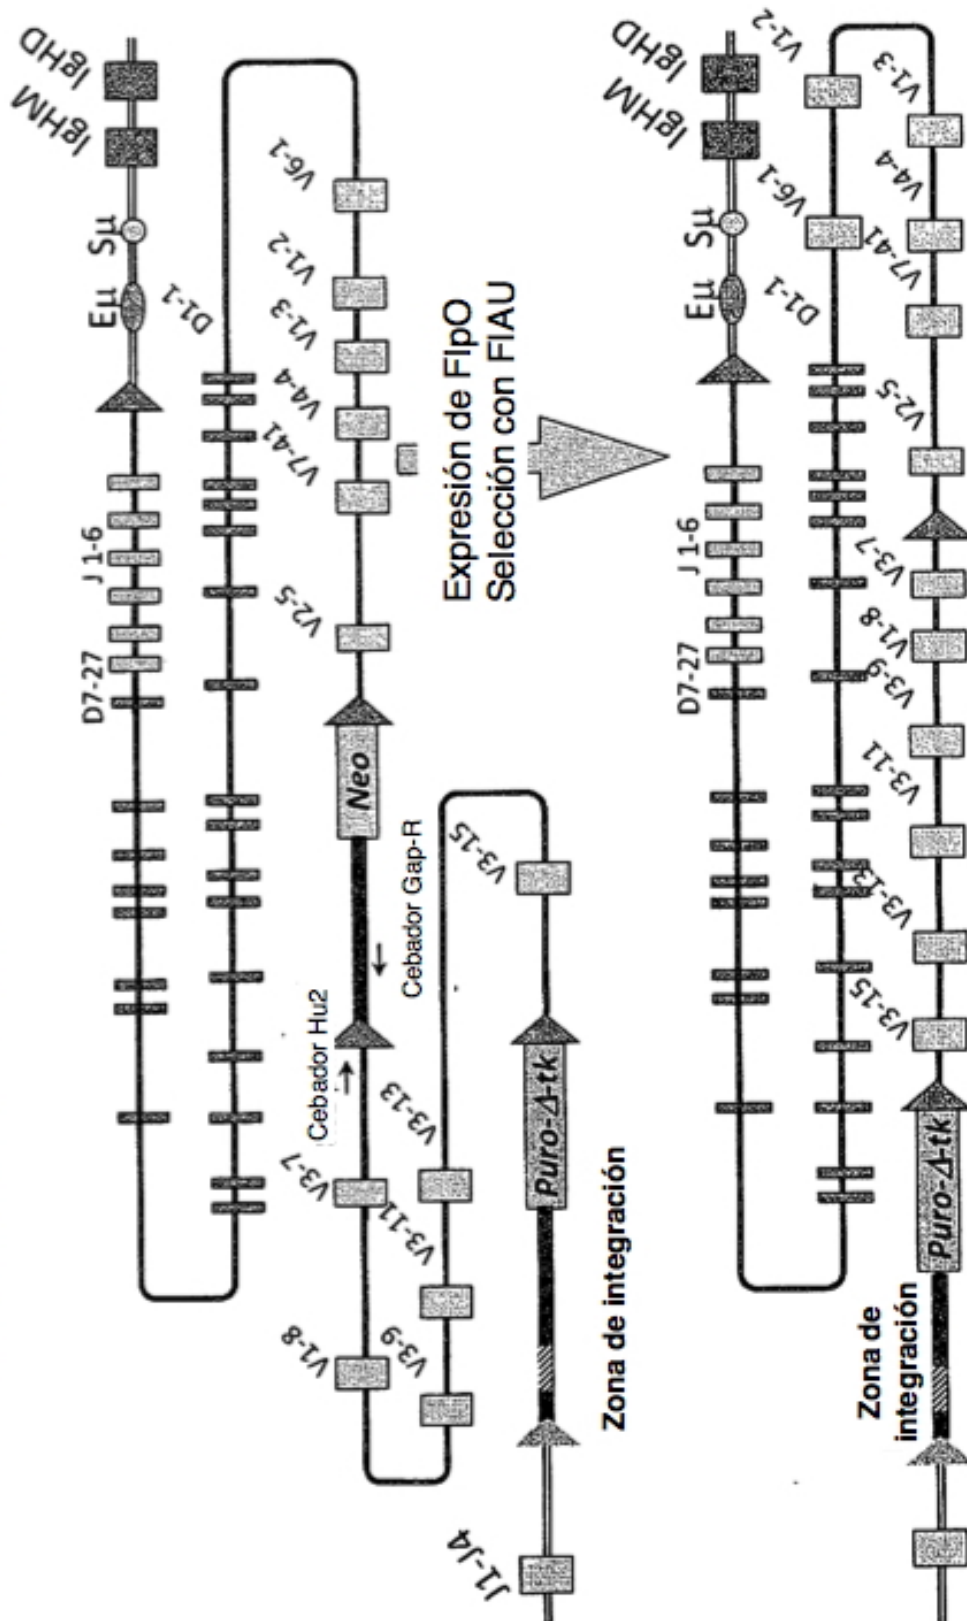 IgHD
IgHM
Sµ
Eµ
J 1-6
D7-27
D1-1
V6-1
V1-2
V1-3
V4-4
V7-41
V2-5
Neo
Cebador Gap-R
Cebador Hu2
V3-7
V1-8
V3-9
V3-11
V3-13
V3-15
Puro-Δ-tk
Zona de integración
J1-J4
Expresión de FlpO
Selección con FIAU
IgHD
IgHM
Sµ
Eµ
J 1-6
D7-27
D1-1
V6-1
V1-2
V1-3
V4-4
V7-41
V2-5
V3-7
V1-8
V3-9
V3-11
V3-13
V3-15
Puro-Δ-tk
Zona de
integración